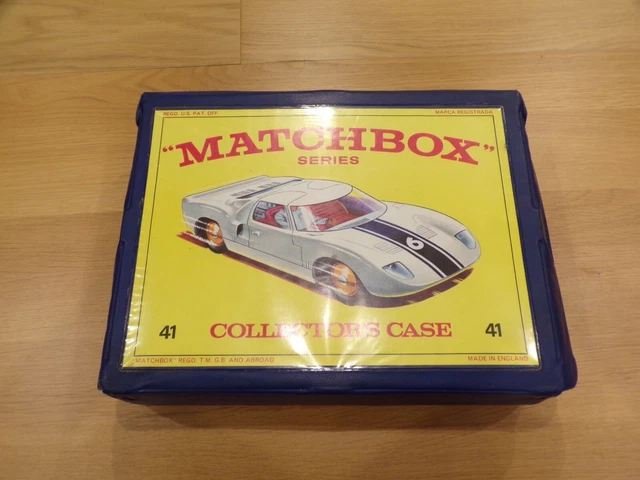 REGD. U.S. PAT. OFF. MARCA REGISTRADA
"MATCHBOX"
SERIES
6
41 COLLECTOR'S CASE 41
"MATCHBOX" REGD. T.M. G.B. AND ABROAD MADE IN ENGLAND